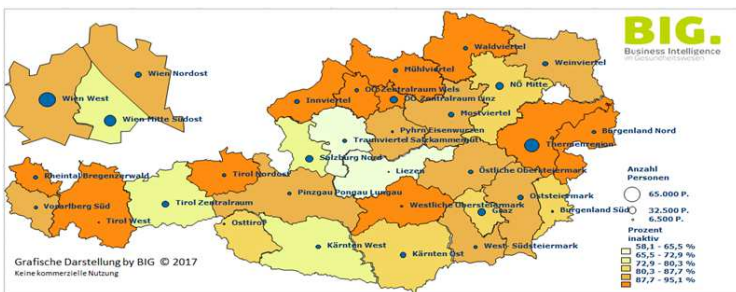 BIG.
Business Intelligence
im Gesundheitswesen
Wien Nordost
Wien West
Wien Mitte Südost
Waldviertel
Weinviertel
Mühlviertel
OÖ Zentralraum Wels
NÖ Mitte
Innviertel
OÖ Zentralraum Linz
Mostviertel
Pyhrn Eisenwurzen
Burgenland Nord
Traunviertel Salzkammergut
Thermenregion
Salzburg Nord
Rheintal Bregenzerwald
Tirol Nordost
Liezen
Östliche Obersteiermark
Pinzgau Pongau Lungau
Oststeiermark
Vorarlberg Süd
Tirol Zentralraum
Westliche Obersteiermark
Graz
Burgenland Süd
Tirol West
Osttirol
Kärnten West
Kärnten Ost
West- Südsteiermark
Anzahl
Personen
65.000 P.
32.500 P.
6.500 P.
Prozent
inaktiv
58,1 - 65,5 %
65,5 - 72,9 %
72,9 - 80,3 %
80,3 - 87,7 %
87,7 - 95,1 %
Grafische Darstellung by BIG © 2017
Keine kommerzielle Nutzung